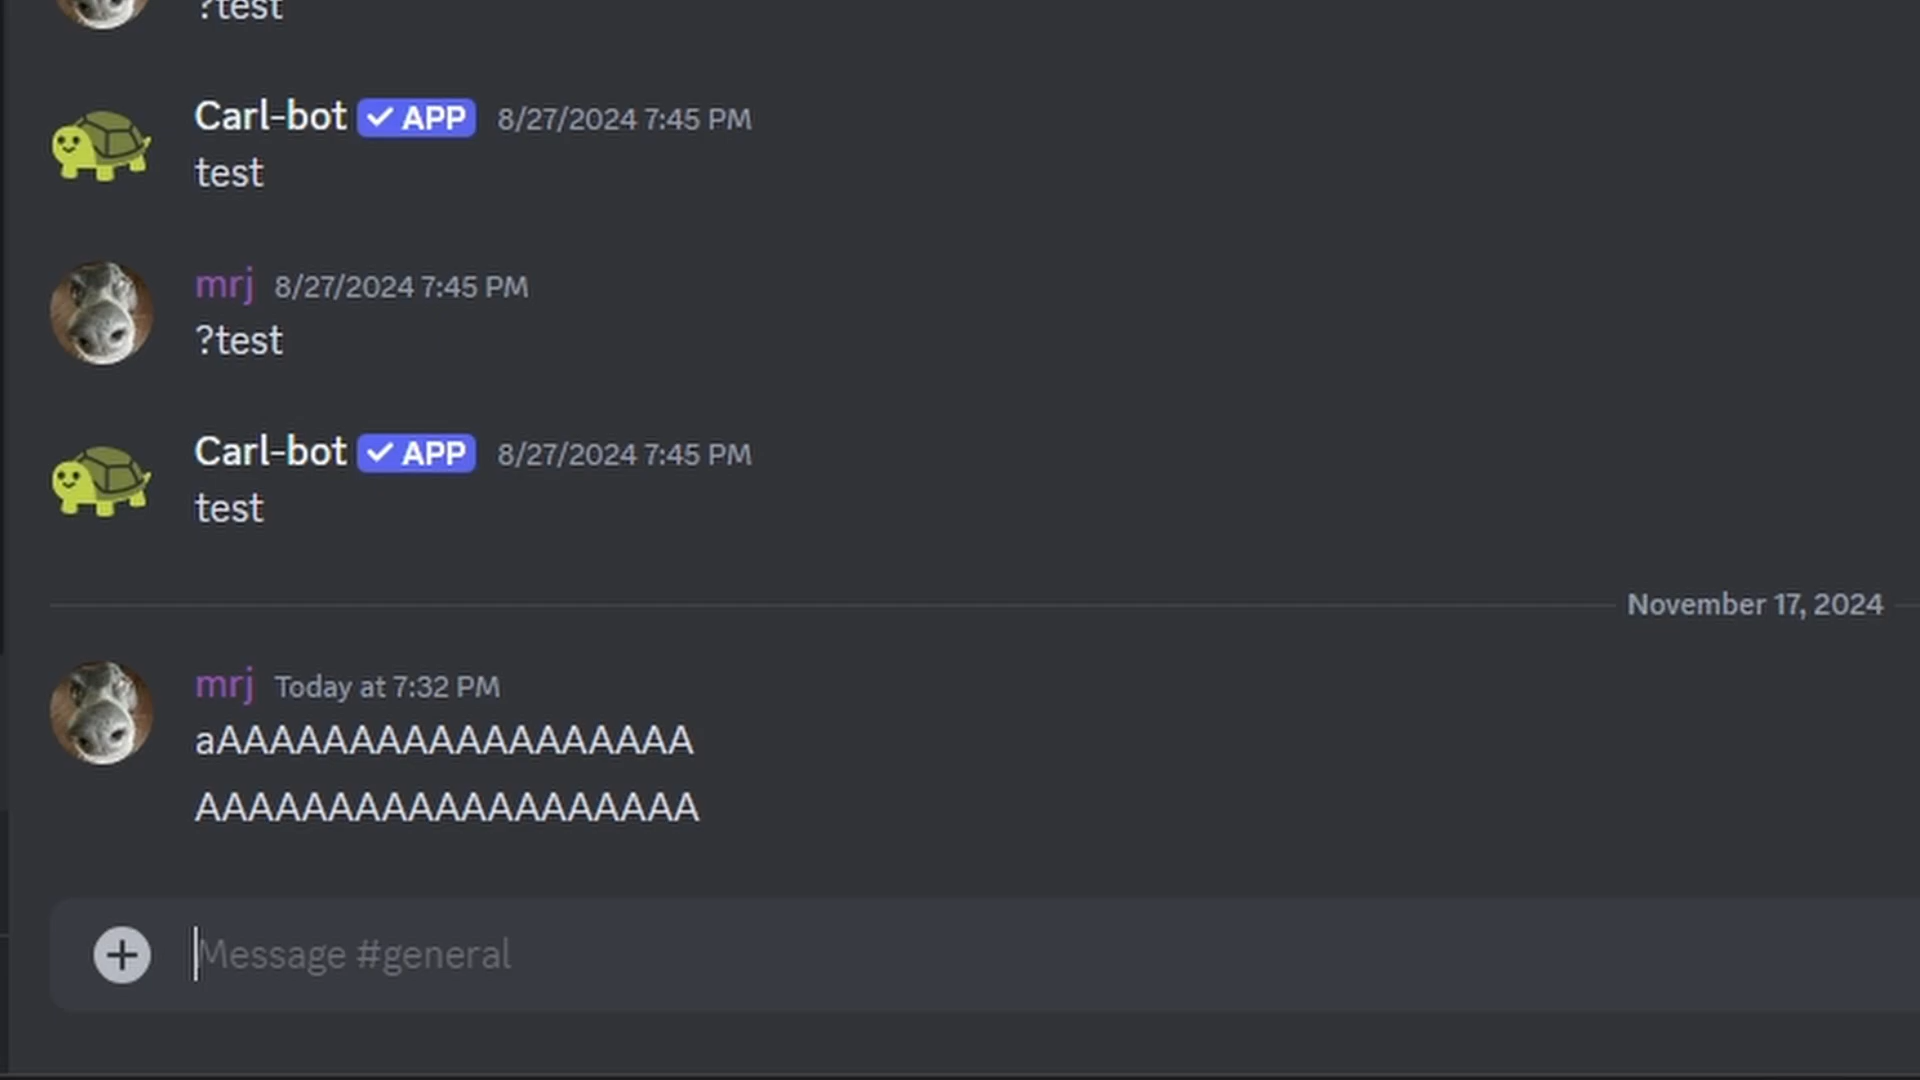 ?test
Carl-bot ✓ APP 8/27/2024 7:45 PM
test
mrj 8/27/2024 7:45 PM
?test
Carl-bot ✓ APP 8/27/2024 7:45 PM
test
November 17, 2024
mrj Today at 7:32 PM
aAAAAAAAAAAAAAAAAAA
AAAAAAAAAAAAAAAAAAA
Message #general